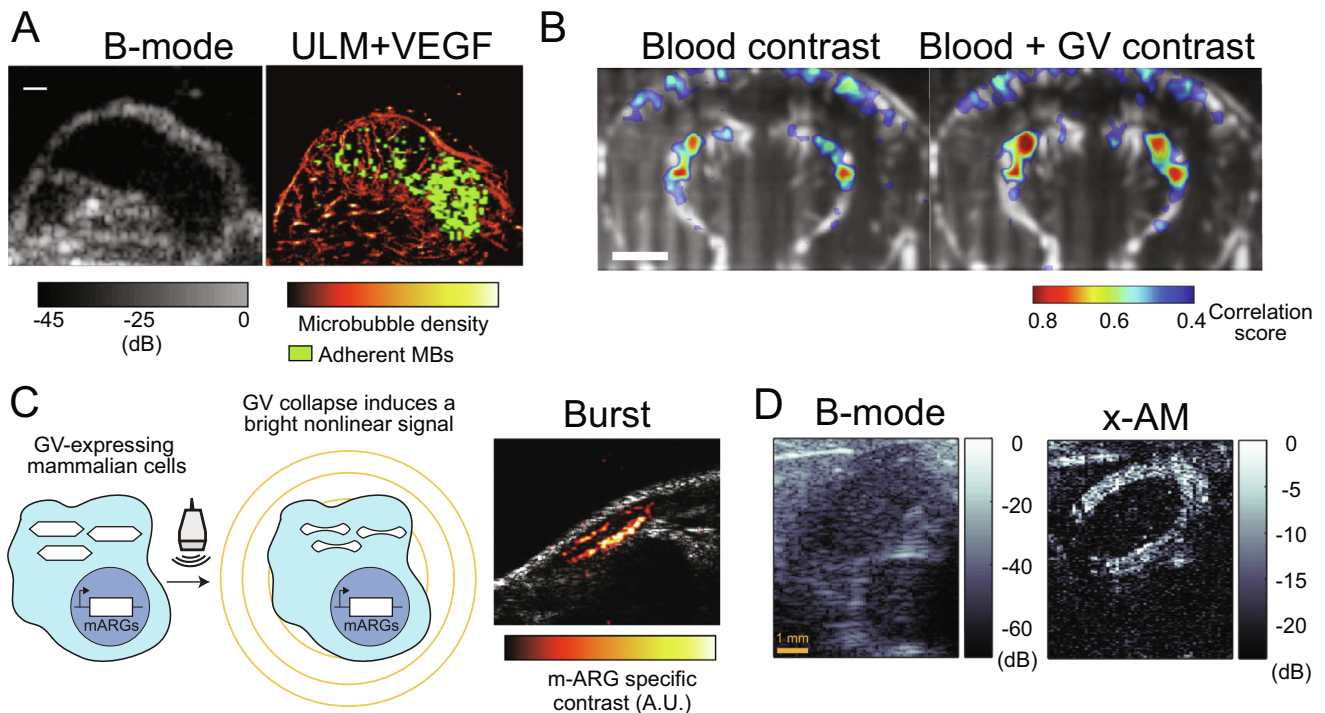 A
B-mode
ULM+VEGF
-45
-25
0
(dB)
Microbubble density
Adherent MBs
B
Blood contrast
Blood + GV contrast
0.8
0.6
0.4
Correlation
score
C
GV-expressing
mammalian cells
mARGs
GV collapse induces a
bright nonlinear signal
mARGs
Burst
m-ARG specific
contrast (A.U.)
D
B-mode
1 mm
0
-20
-40
-60
(dB)
x-AM
0
-5
-10
-15
-20
(dB)